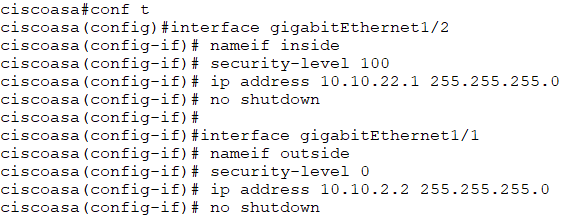 ciscoasa#conf t
ciscoasa(config)#interface gigabitEthernet1/2
ciscoasa(config-if)# nameif inside
ciscoasa(config-if)# security-level 100
ciscoasa(config-if)# ip address 10.10.22.1 255.255.255.0
ciscoasa(config-if)# no shutdown
ciscoasa(config-if)#
ciscoasa(config-if)#interface gigabitEthernet1/1
ciscoasa(config-if)# nameif outside
ciscoasa(config-if)# security-level 0
ciscoasa(config-if)# ip address 10.10.2.2 255.255.255.0
ciscoasa(config-if)# no shutdown